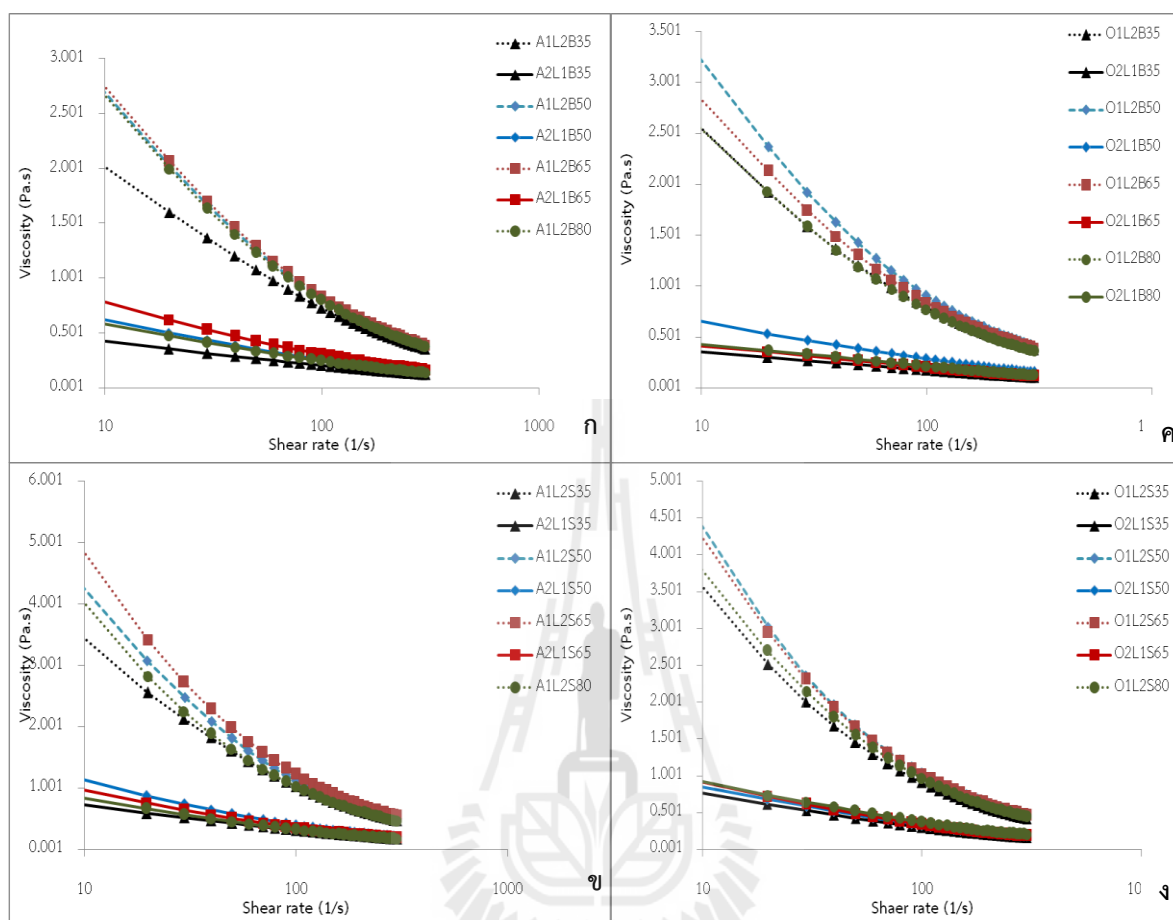 3.001
2.501
2.001
1.501
1.001
0.501
0.001
Viscosity (Pa.s)
10
100
1000
Shear rate (1/s)
A1L2B35
A2L1B35
A1L2B50
A2L1B50
A1L2B65
A2L1B65
A1L2B80
ก
3.501
3.001
2.501
2.001
1.501
1.001
0.501
0.001
Viscosity (Pa.s)
10
100
1
Shear rate (1/s)
O1L2B35
O2L1B35
O1L2B50
O2L1B50
O1L2B65
O2L1B65
O1L2B80
O2L1B80
ค
6.001
5.001
4.001
3.001
2.001
1.001
0.001
Viscosity (Pa.s)
10
100
1000
Shear rate (1/s)
A1L2S35
A2L1S35
A1L2S50
A2L1S50
A1L2S65
A2L1S65
A1L2S80
ข
5.001
4.501
4.001
3.501
3.001
2.501
2.001
1.501
1.001
0.501
0.001
Viscosity (Pa.s)
10
100
10
Shaer rate (1/s)
O1L2S35
O2L1S35
O1L2S50
O2L1S50
O1L2S65
O2L1S65
O1L2S80
ง